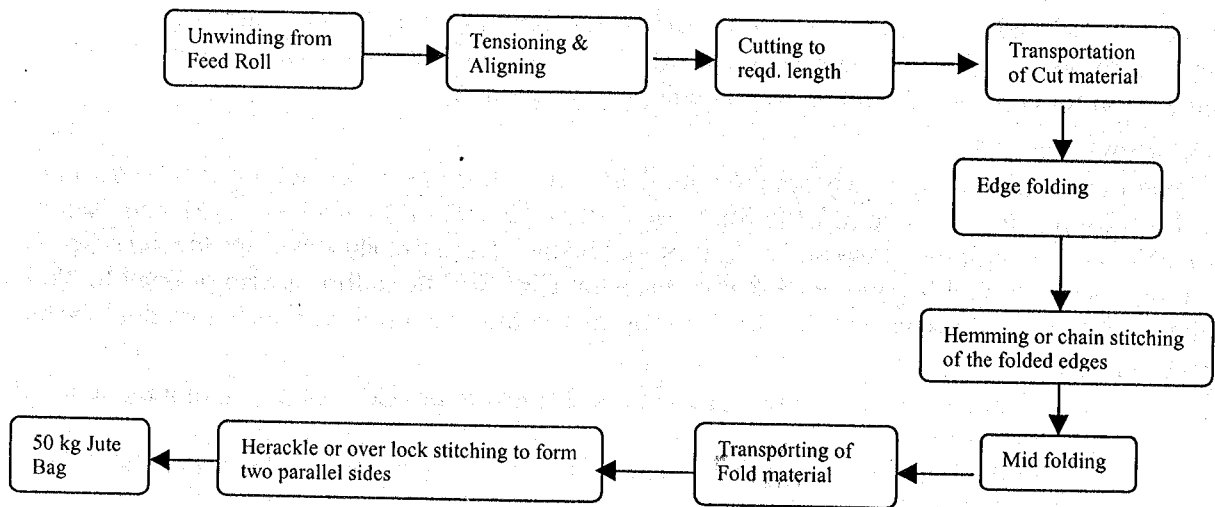 Unwinding from
Feed Roll
Tensioning &
Aligning
Cutting to
reqd. length
Transportation
of Cut material
Edge folding
Hemming or chain stitching
of the folded edges
Mid folding
Transporting of
Fold material
Herackle or over lock stitching to form
two parallel sides
50 kg Jute
Bag